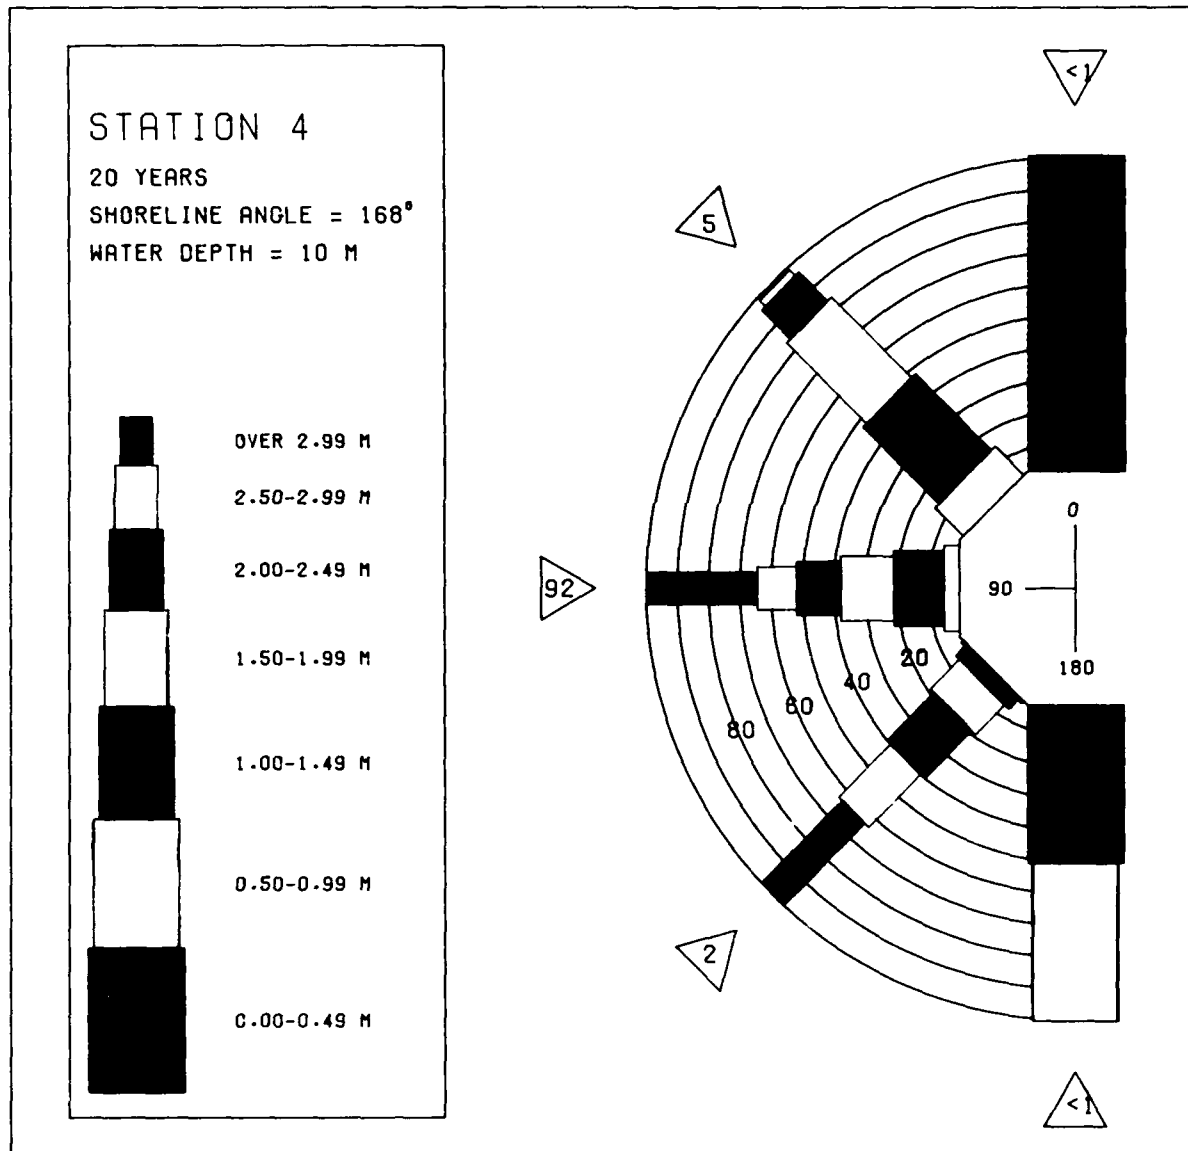 STATION 4
20 YEARS
SHORELINE ANGLE = 168°
WATER DEPTH = 10 M
OVER 2.99 M
2.50-2.99 M
2.00-2.49 M
1.50-1.99 M
1.00-1.49 M
0.50-0.99 M
0.00-0.49 M
<1
5
92
2
<1
0
90
180
20
40
60
80